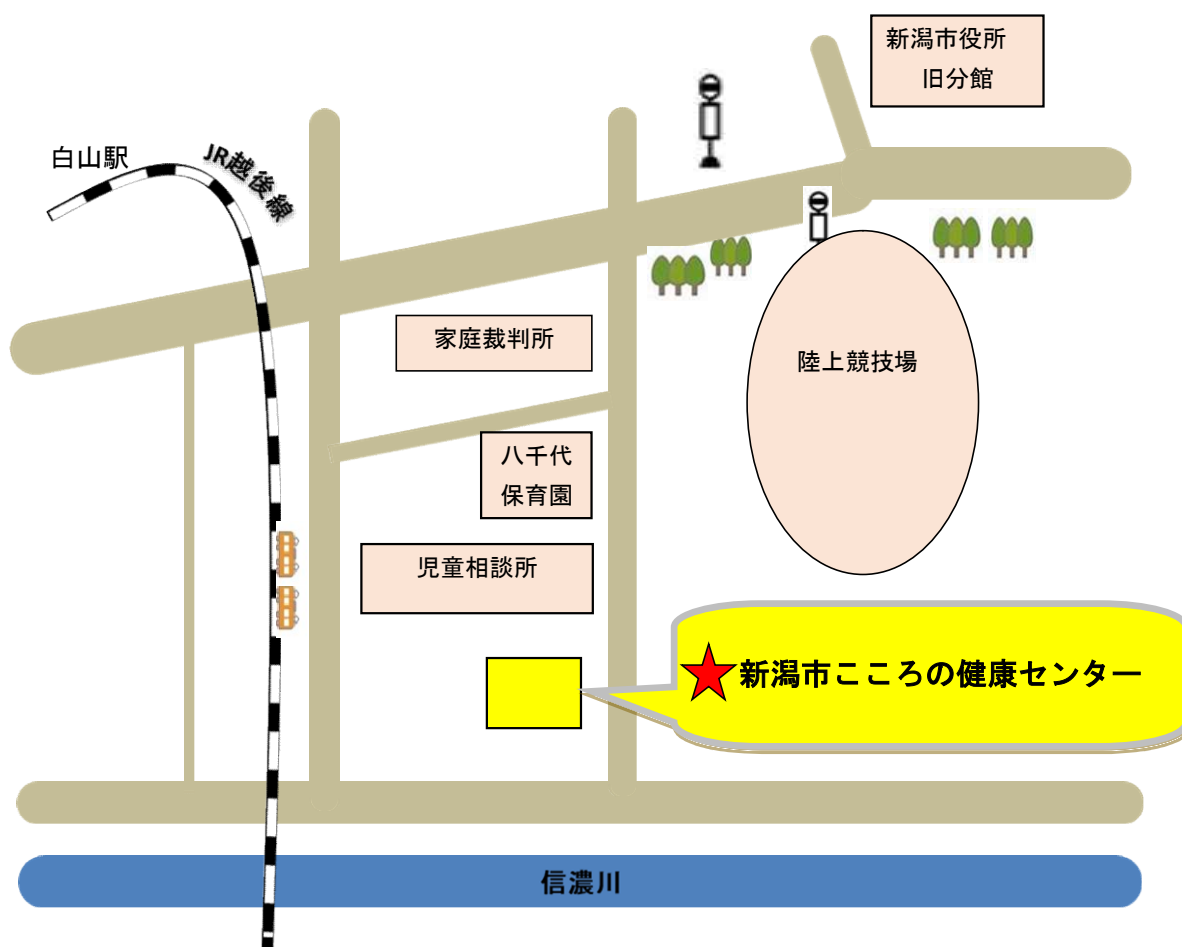 新潟市役所
旧分館
白山駅
JR越後線
家庭裁判所
陸上競技場
八千代
保育園
児童相談所
新潟市こころの健康センター
信濃川